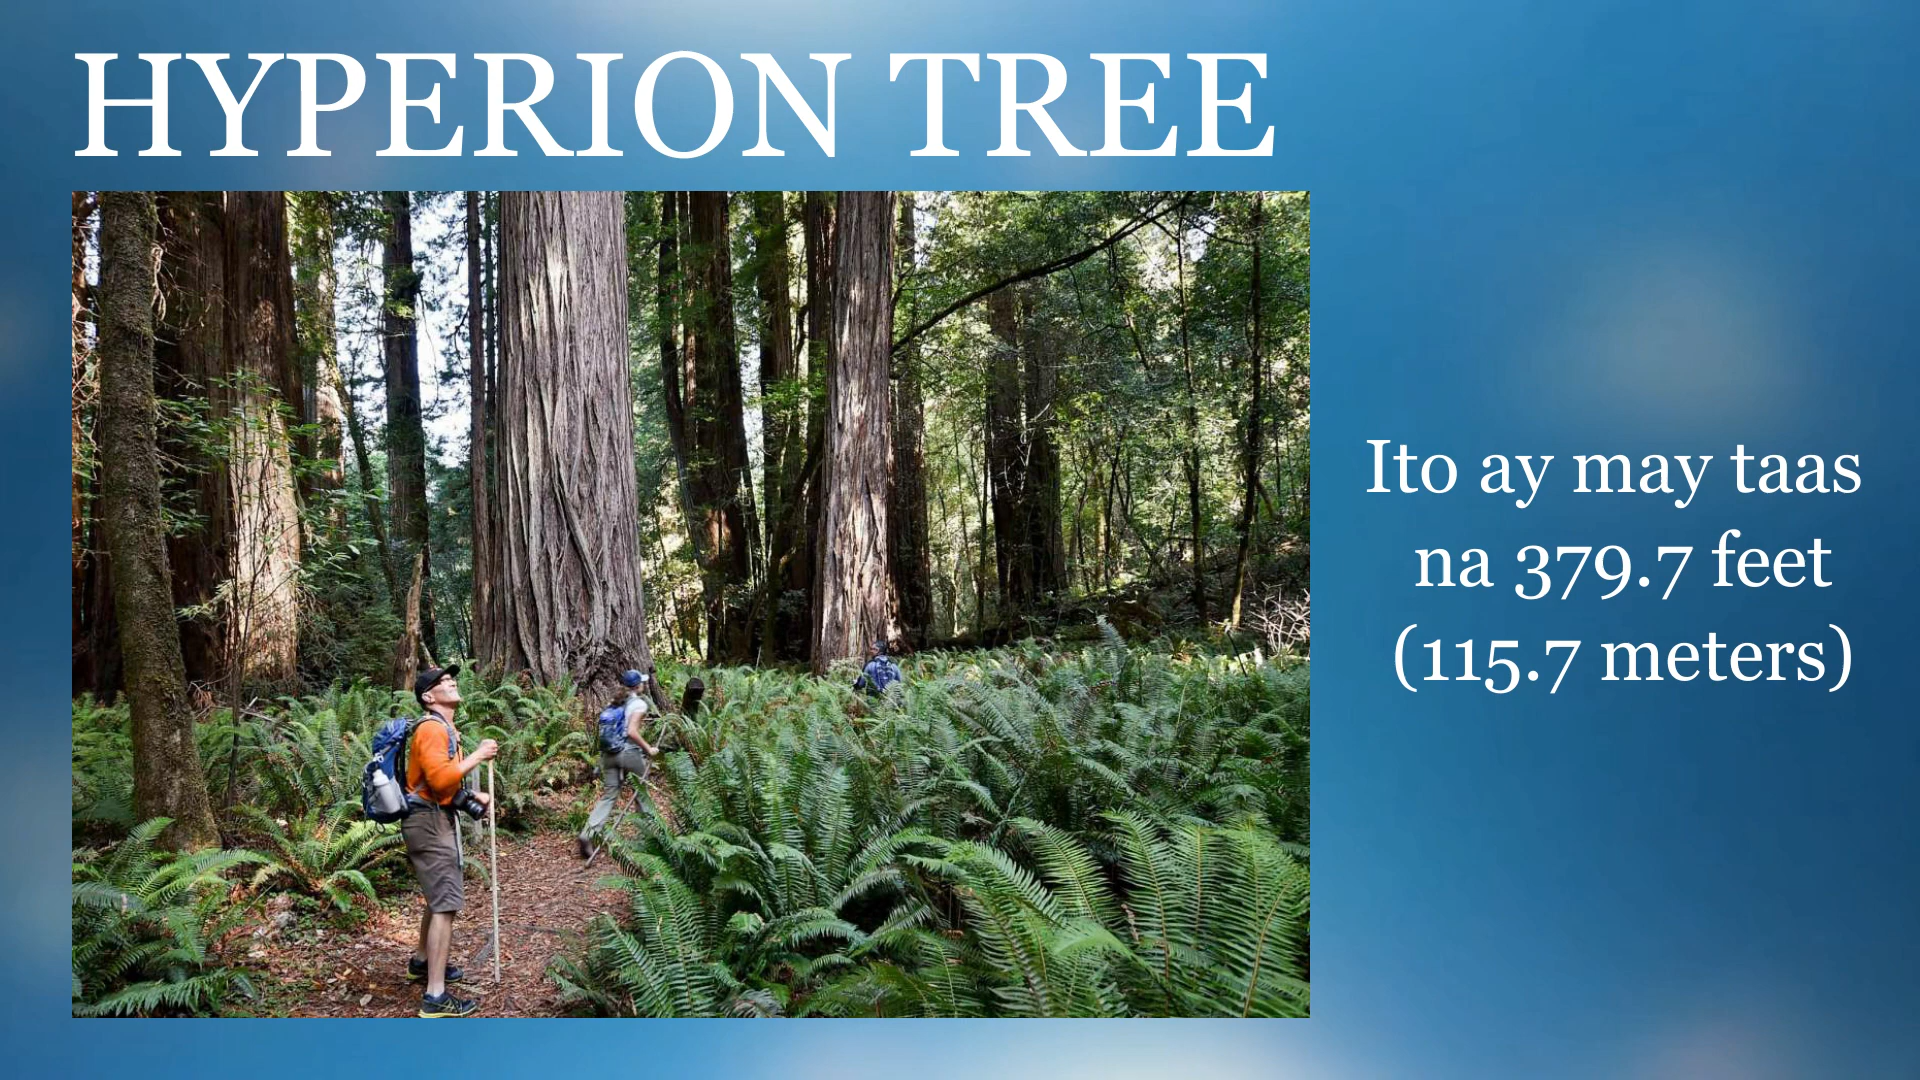 HYPERION TREE
Ito ay may taas
na 379.7 feet
(115.7 meters)